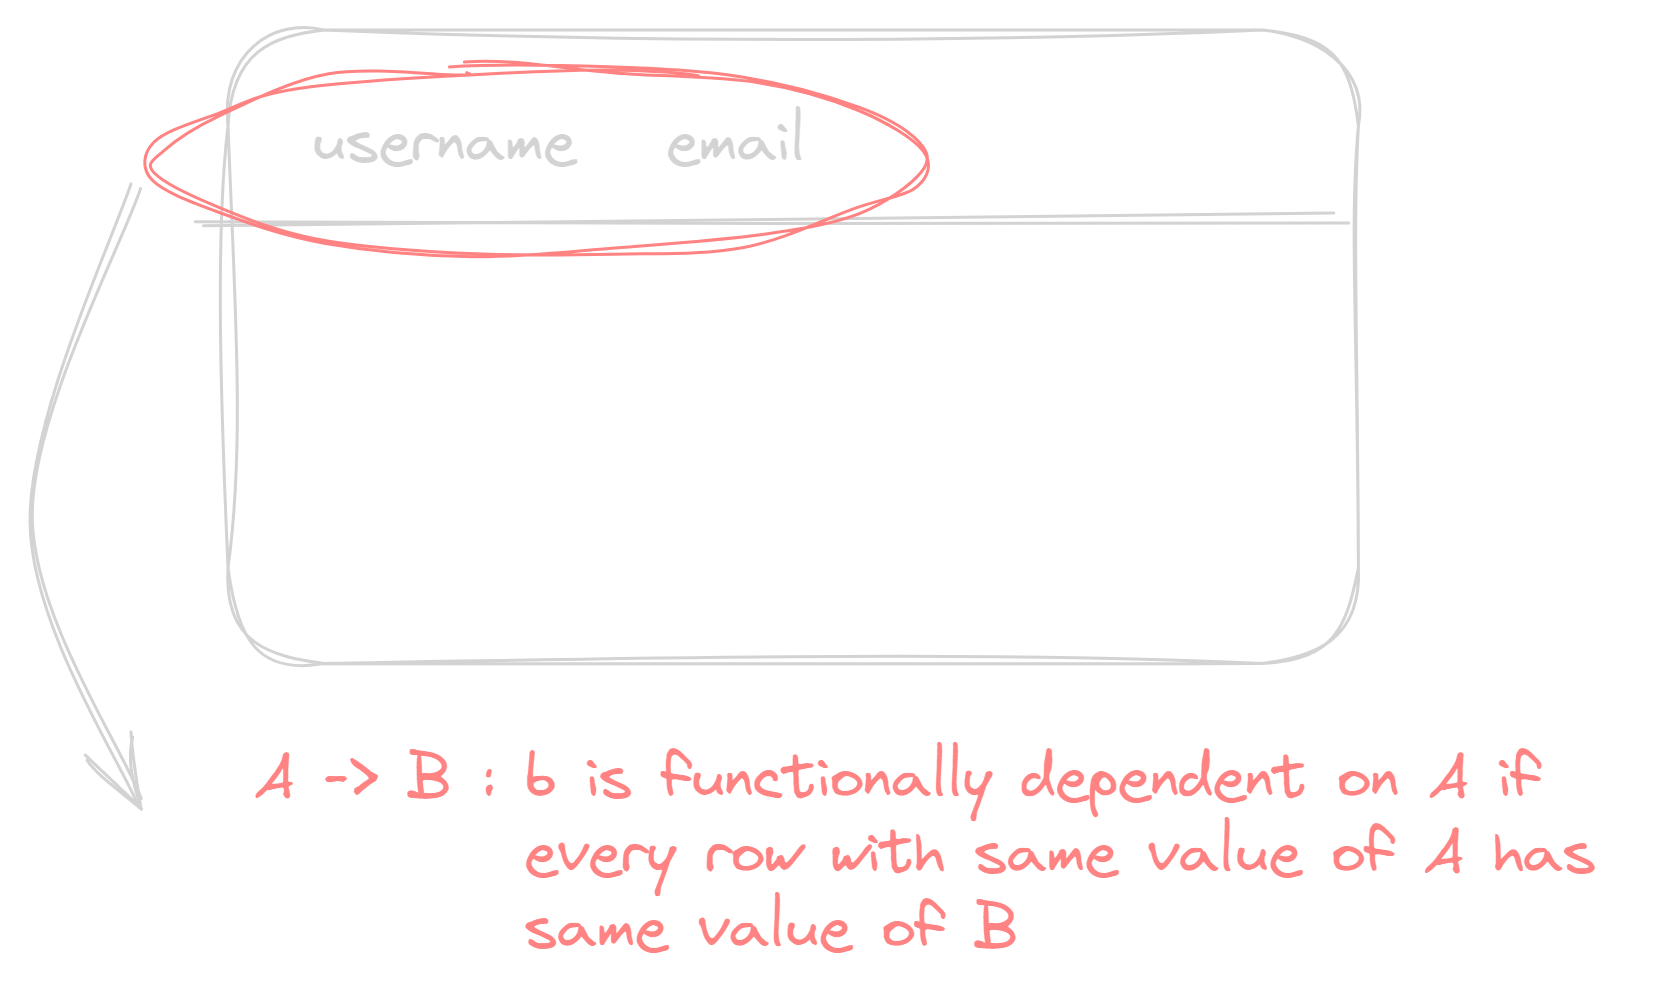 username email
A -> B : b is functionally dependent on A if
every row with same value of A has
same value of B